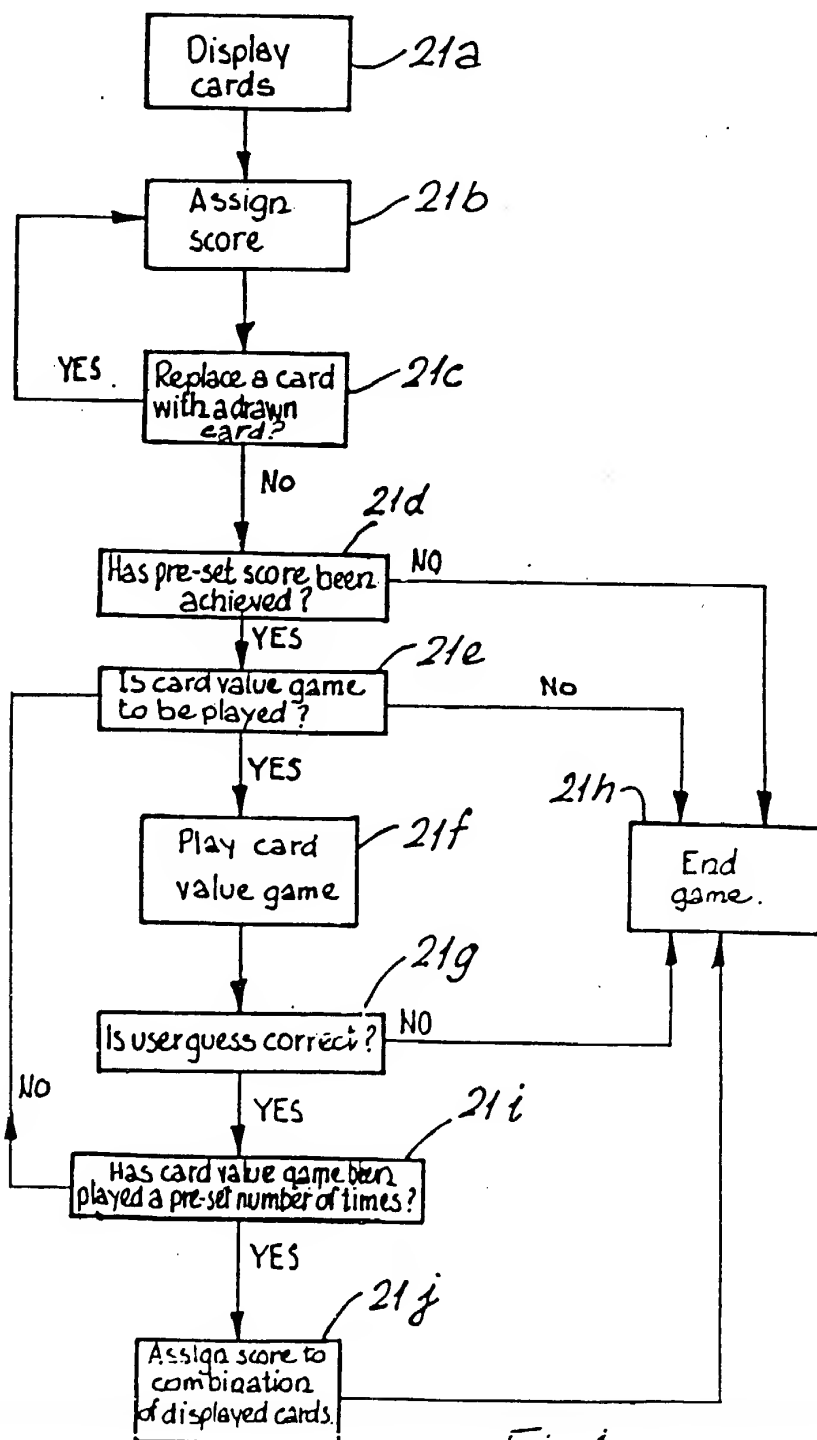 Display
cards
21a
Assign
score
21b
YES.
Replace a card
with a drawn
card?
21c
No
21d
Has pre-set score been
achieved?
NO
YES
21e
Is card value game
to be played?
No
YES
21f
Play card
value game
21h
End
game.
21g
Is user guess correct?
NO
NO
YES
21i
Has card value game been
played a pre-set number of times?
YES
21j
Assign score to
combination
of displayed cards.